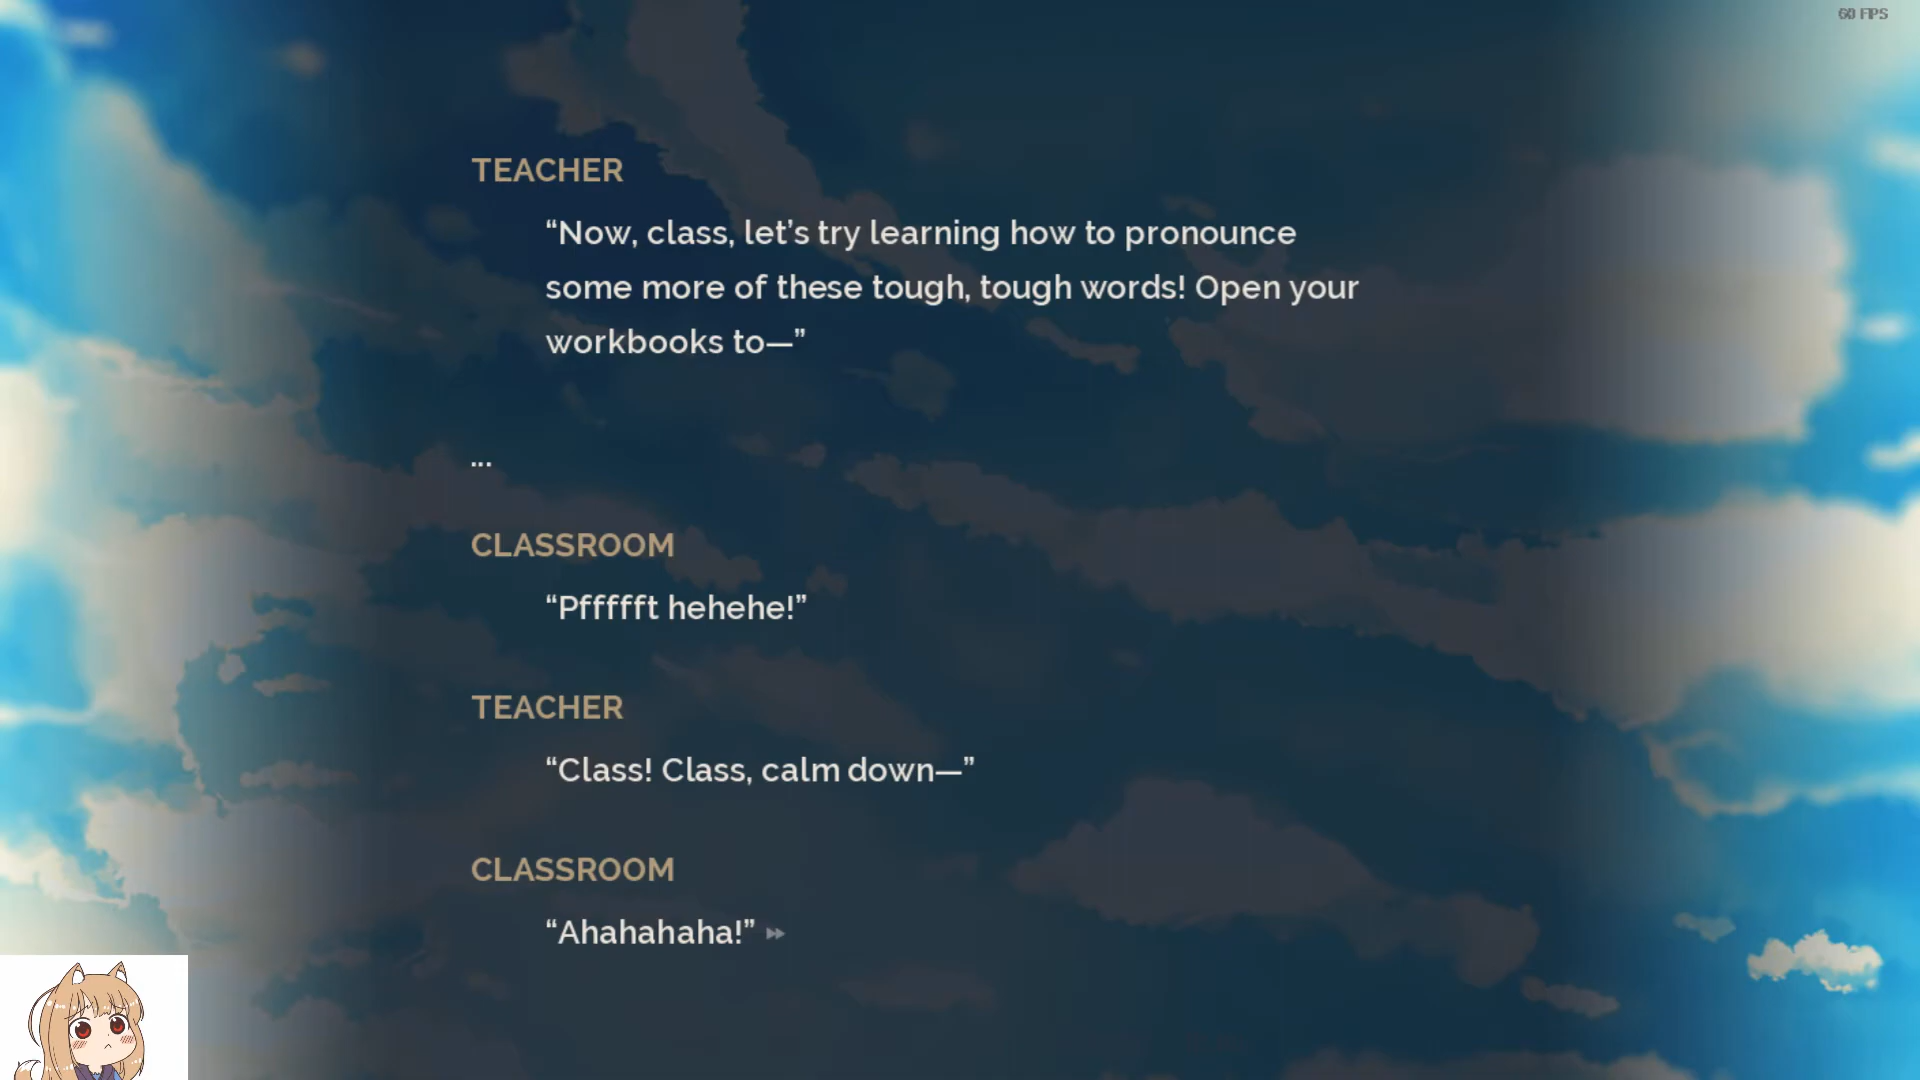 60 FPS
TEACHER
“Now, class, let’s try learning how to pronounce
some more of these tough, tough words! Open your
workbooks to—”
...
CLASSROOM
“Pffffft hehehe!”
TEACHER
“Class! Class, calm down—”
CLASSROOM
“Ahahahaha!”